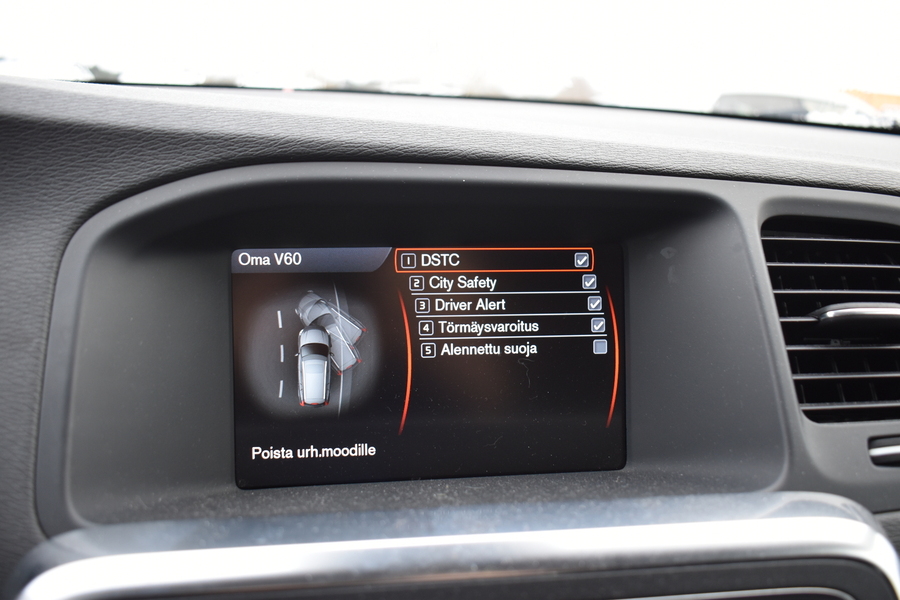 Oma V60
1 DSTC
2 City Safety
3 Driver Alert
4 Törmäysvaroitus
5 Alennettu suoja
Poista urh.moodille